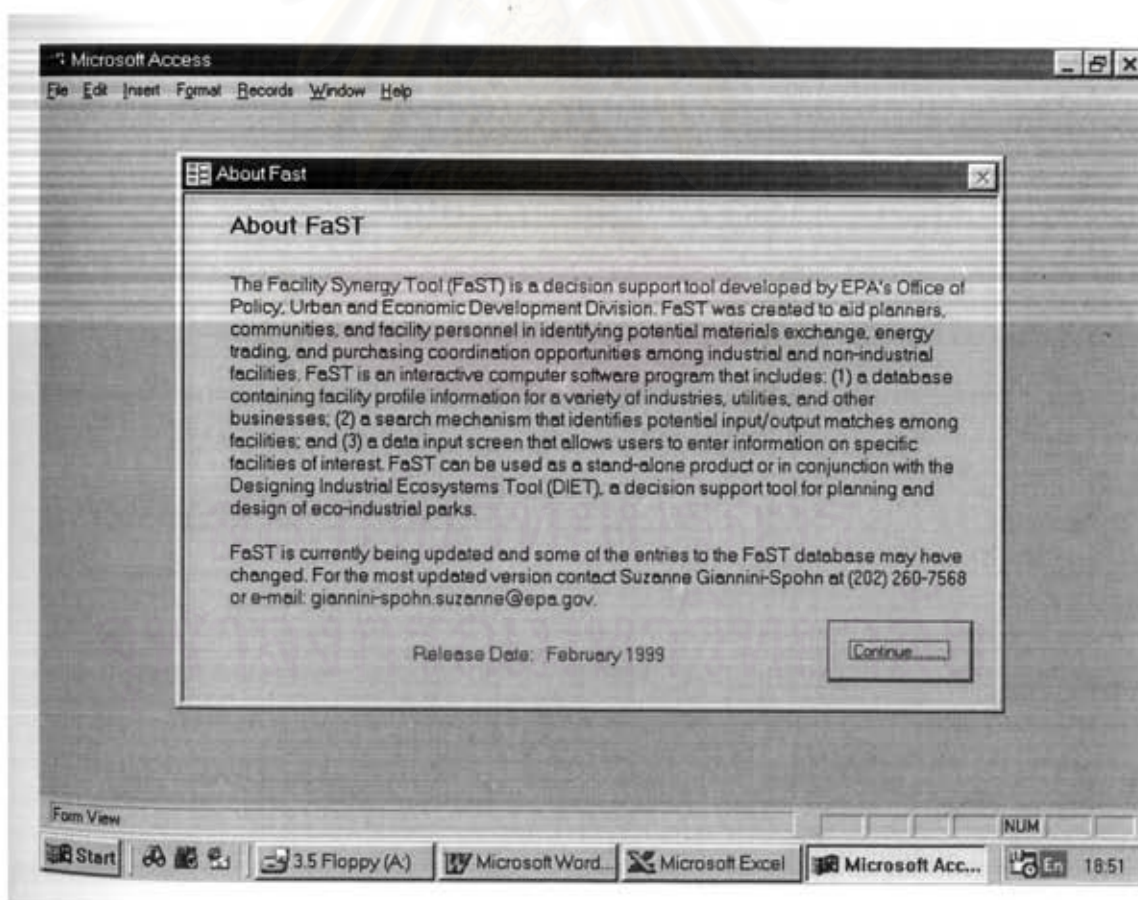 Microsoft Access
File Edit Insert Format Records Window Help
About Fast
About FaST
The Facility Synergy Tool (FaST) is a decision support tool developed by EPA's Office of
Policy, Urban and Economic Development Division. FaST was created to aid planners,
communities, and facility personnel in identifying potential materials exchange, energy
trading, and purchasing coordination opportunities among industrial and non-industrial
facilities. FaST is an interactive computer software program that includes: (1) a database
containing facility profile information for a variety of industries, utilities, and other
businesses; (2) a search mechanism that identifies potential input/output matches among
facilities; and (3) a data input screen that allows users to enter information on specific
facilities of interest. FaST can be used as a stand-alone product or in conjunction with the
Designing Industrial Ecosystems Tool (DIET), a decision support tool for planning and
design of eco-industrial parks.
FaST is currently being updated and some of the entries to the FaST database may have
changed. For the most updated version contact Suzanne Giannini-Spohn at (202) 260-7568
or e-mail: giannini-spohn.suzanne@epa.gov.
Release Date: February 1999
Continue........
Form View
NUM
Start 3.5 Floppy (A:) Microsoft Word... Microsoft Excel Microsoft Acc... En 18:51